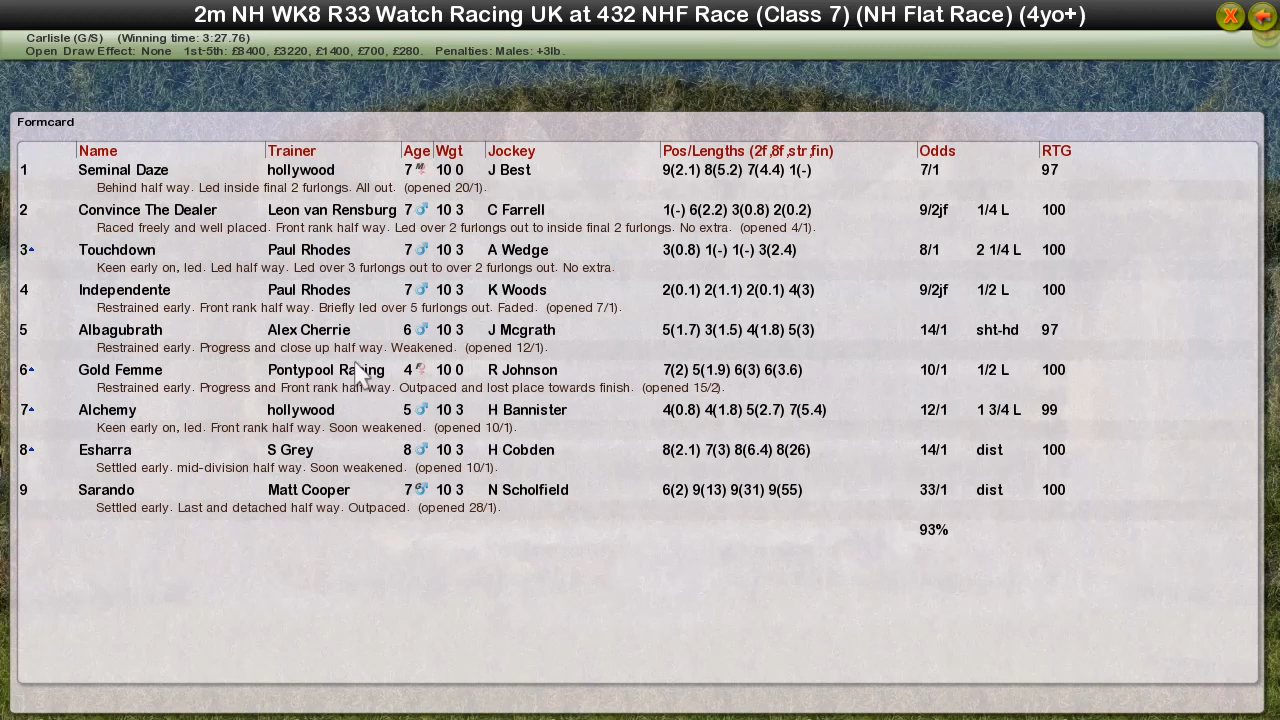 2m NH WK8 R33 Watch Racing UK at 432 NHF Race (Class 7) (NH Flat Race) (4yo+)
X
Carlisle (G/S) (Winning time: 3:27.76)
Open Draw Effect: None 1st-5th: £8400, £3220, £1400, £700, £280. Penalties: Males: +3lb.
Formcard
Name Trainer Age Wgt Jockey Pos/Lengths (2f,8f,str,fin) Odds RTG
1 Seminal Daze hollywood 7 10 0 J Best 9(2.1) 8(5.2) 7(4.4) 1(-) 7/1 97
Behind half way. Led inside final 2 furlongs. All out. (opened 20/1).
2 Convince The Dealer Leon van Rensburg 7 10 3 C Farrell 1(-) 6(2.2) 3(0.8) 2(0.2) 9/2jf 1/4 L 100
Raced freely and well placed. Front rank half way. Led over 2 furlongs out to inside final 2 furlongs. No extra. (opened 4/1).
3 Touchdown Paul Rhodes 7 10 3 A Wedge 3(0.8) 1(-) 1(-) 3(2.4) 8/1 2 1/4 L 100
Keen early on, led. Led half way. Led over 3 furlongs out to over 2 furlongs out. No extra.
4 Independente Paul Rhodes 7 10 3 K Woods 2(0.1) 2(1.1) 2(0.1) 4(3) 9/2jf 1/2 L 100
Restrained early. Front rank half way. Briefly led over 5 furlongs out. Faded. (opened 7/1).
5 Albagubrath Alex Cherrie 6 10 3 J Mcgrath 5(1.7) 3(1.5) 4(1.8) 5(3) 14/1 sht-hd 97
Restrained early. Progress and close up half way. Weakened. (opened 12/1).
6 Gold Femme Pontypool Racing 4 10 0 R Johnson 7(2) 5(1.9) 6(3) 6(3.6) 10/1 1/2 L 100
Restrained early. Progress and Front rank half way. Outpaced and lost place towards finish. (opened 15/2).
7 Alchemy hollywood 5 10 3 H Bannister 4(0.8) 4(1.8) 5(2.7) 7(5.4) 12/1 1 3/4 L 99
Keen early on, led. Front rank half way. Soon weakened. (opened 10/1).
8 Esharra S Grey 8 10 3 H Cobden 8(2.1) 7(3) 8(6.4) 8(26) 14/1 dist 100
Settled early. mid-division half way. Soon weakened. (opened 10/1).
9 Sarando Matt Cooper 7 10 3 N Scholfield 6(2) 9(13) 9(31) 9(55) 33/1 dist 100
Settled early. Last and detached half way. Outpaced. (opened 28/1).
93%